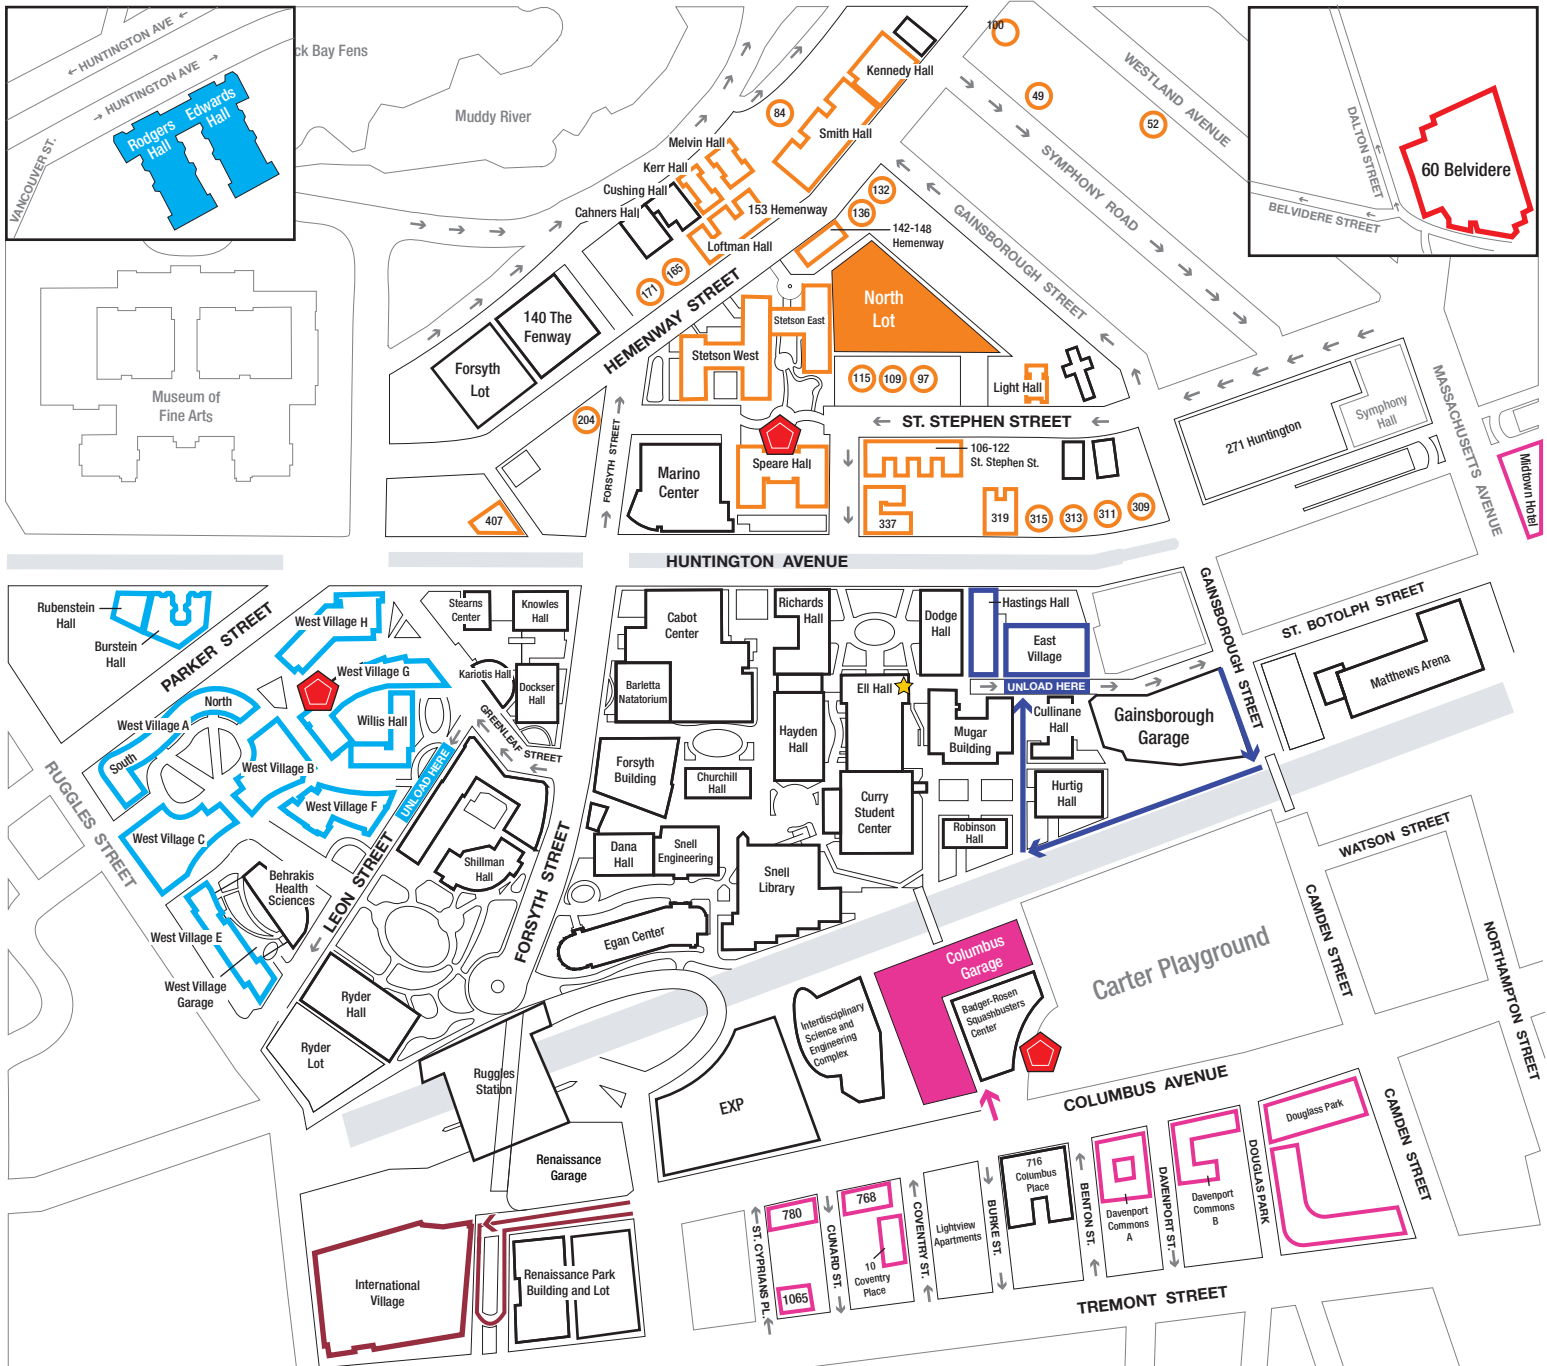 HUNTINGTON AVE
HUNTINGTON AVE
VANCOUVER ST.
Rodgers
Hall
Edwards
Hall
ck Bay Fens
Muddy River
100
49
52
84
WESTLAND AVENUE
SYMPHONY ROAD
GAINSBOROUGH STREET
DALTON STREET
BELVIDERE STREET
60 Belvidere
Kennedy Hall
Smith Hall
Melvin Hall
Kerr Hall
Cushing Hall
Cahners Hall
153 Hemenway
Loftman Hall
132
136
142-148
Hemenway
165
171
HEMENWAY STREET
140 The
Fenway
Forsyth
Lot
North
Lot
Stetson East
Stetson West
115
109
97
Light Hall
204
Museum of
Fine Arts
FORSYTH STREET
ST. STEPHEN STREET
271 Huntington
Symphony
Hall
MASSACHUSETTS AVENUE
Midtown Hotel
Marino
Center
Speare Hall
106-122
St. Stephen St.
407
337
319
315
313
311
309
HUNTINGTON AVENUE
Rubenstein
Hall
Burstein
Hall
PARKER STREET
West Village H
Stearns
Center
Knowles
Hall
West Village G
Kariotis Hall
Dockser
Hall
Cabot
Center
Barletta
Natatorium
Richards
Hall
Dodge
Hall
Hastings Hall
East
Village
UNLOAD HERE
GAINSBOROUGH STREET
ST. BOTOLPH STREET
Matthews Arena
North
West Village A
South
Willis Hall
GREENLEAF STREET
Ell Hall
Hayden
Hall
Mugar
Building
Cullinane
Hall
Gainsborough
Garage
RUGGLES STREET
West Village B
UNLOAD HERE
West Village F
West Village C
Forsyth
Building
Churchill
Hall
Curry
Student
Center
Hurtig
Hall
Robinson
Hall
Shillman
Hall
Dana
Hall
Snell
Engineering
Snell
Library
Behrakis
Health
Sciences
LEON STREET
FORSYTH STREET
West Village E
West Village
Garage
Egan Center
Ryder
Hall
Ryder
Lot
Ruggles
Station
WATSON STREET
CAMDEN STREET
NORTHAMPTON STREET
Columbus
Garage
Carter Playground
Badger-Rosen
Squashbusters
Center
Interdisciplinary
Science and
Engineering
Complex
EXP
COLUMBUS AVENUE
Renaissance
Garage
716
Columbus
Place
Douglass Park
CAMDEN STREET
780
768
ST. CYPRIANS PL.
CUNARD ST.
10
Coventry
Place
COVENTRY ST.
Lightview
Apartments
BURKE ST.
BENTON ST.
Davenport
Commons
A
DAVENPORT ST.
Davenport
Commons
B
DOUGLAS PARK
1065
International
Village
Renaissance Park
Building and Lot
TREMONT STREET